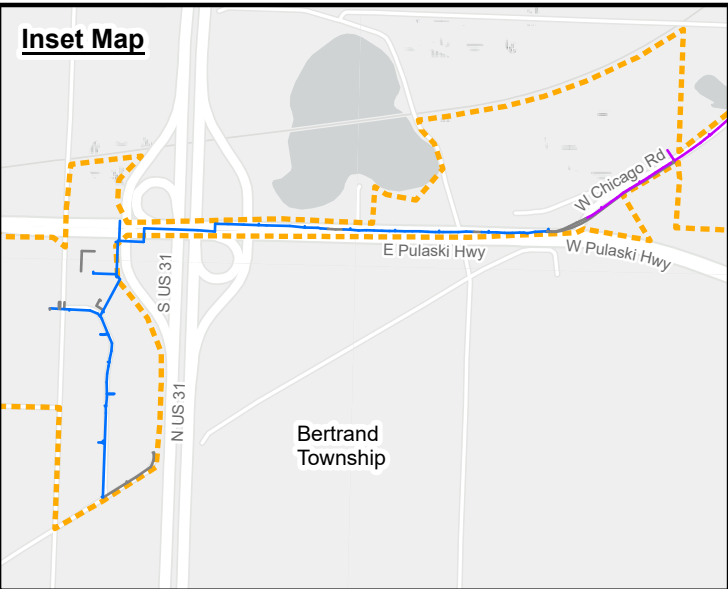 Inset Map
W Chicago Rd
E Pulaski Hwy
W Pulaski Hwy
S US 31
N US 31
Bertrand
Township